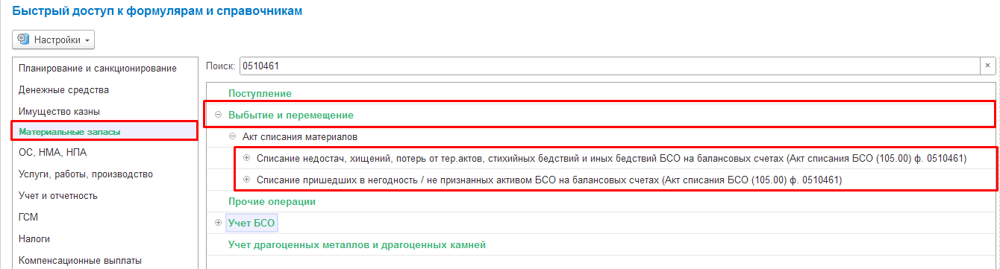 Быстрый доступ к формулярам и справочникам
Настройки
Планирование и санкционирование
Денежные средства
Имущество казны
Материальные запасы
ОС, НМА, НПА
Услуги, работы, производство
Учет и отчетность
ГСМ
Налоги
Компенсационные выплаты
Поиск: 0510461 ×
Поступление
Выбытие и перемещение
Акт списания материалов
Списание недостач, хищений, потерь от тер.актов, стихийных бедствий и иных бедствий БСО на балансовых счетах (Акт списания БСО (105.00) ф. 0510461)
Списание пришедших в негодность / не признанных активом БСО на балансовых счетах (Акт списания БСО (105.00) ф. 0510461)
Прочие операции
Учет БСО
Учет драгоценных металлов и драгоценных камней